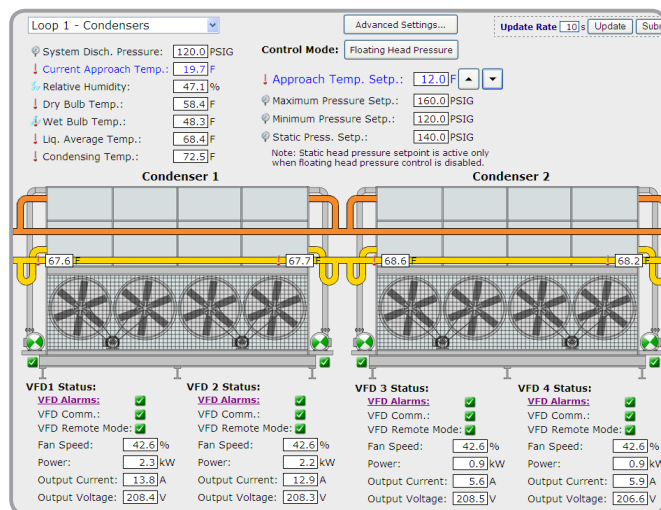 Loop 1 - Condensers
Advanced Settings...
Update Rate 10 s Update
System Disch. Pressure: 120.0 PSIG
Control Mode: Floating Head Pressure
Current Approach Temp.: 19.7 F
Approach Temp. Setp.: 12.0 F
Relative Humidity: 47.1 %
Maximum Pressure Setp.: 160.0 PSIG
Dry Bulb Temp.: 58.4 F
Minimum Pressure Setp.: 120.0 PSIG
Wet Bulb Temp.: 48.3 F
Static Press. Setp.: 140.0 PSIG
Liq. Average Temp.: 68.4 F
Condensing Temp.: 72.5 F
Note: Static head pressure setpoint is active only
when floating head pressure control is disabled.
Condenser 1
Condenser 2
67.6 F
67.7 F
68.6 F
68.2 F
VFD1 Status:
VFD Alarms:
VFD Comm.:
VFD Remote Mode:
Fan Speed: 42.6 %
Power: 2.3 kW
Output Current: 13.8 A
Output Voltage: 208.4 V
VFD 2 Status:
VFD Alarms:
VFD Comm.:
VFD Remote Mode:
Fan Speed: 42.6 %
Power: 2.2 kW
Output Current: 12.9 A
Output Voltage: 208.3 V
VFD 3 Status:
VFD Alarms:
VFD Comm.:
VFD Remote Mode:
Fan Speed: 42.6 %
Power: 0.9 kW
Output Current: 5.6 A
Output Voltage: 208.5 V
VFD 4 Status:
VFD Alarms:
VFD Comm.:
VFD Remote Mode:
Fan Speed: 42.6 %
Power: 0.9 kW
Output Current: 5.9 A
Output Voltage: 206.6 V